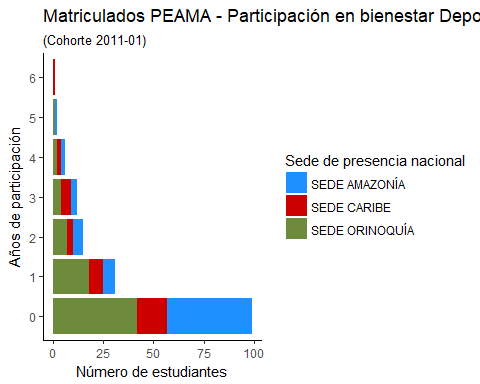 Matriculados PEAMA - Participación en bienestar Depo
(Cohorte 2011-01)
Años de participación
6
5
4
3
2
1
0
0 25 50 75 100
Número de estudiantes
Sede de presencia nacional
SEDE AMAZONÍA
SEDE CARIBE
SEDE ORINOQUÍA